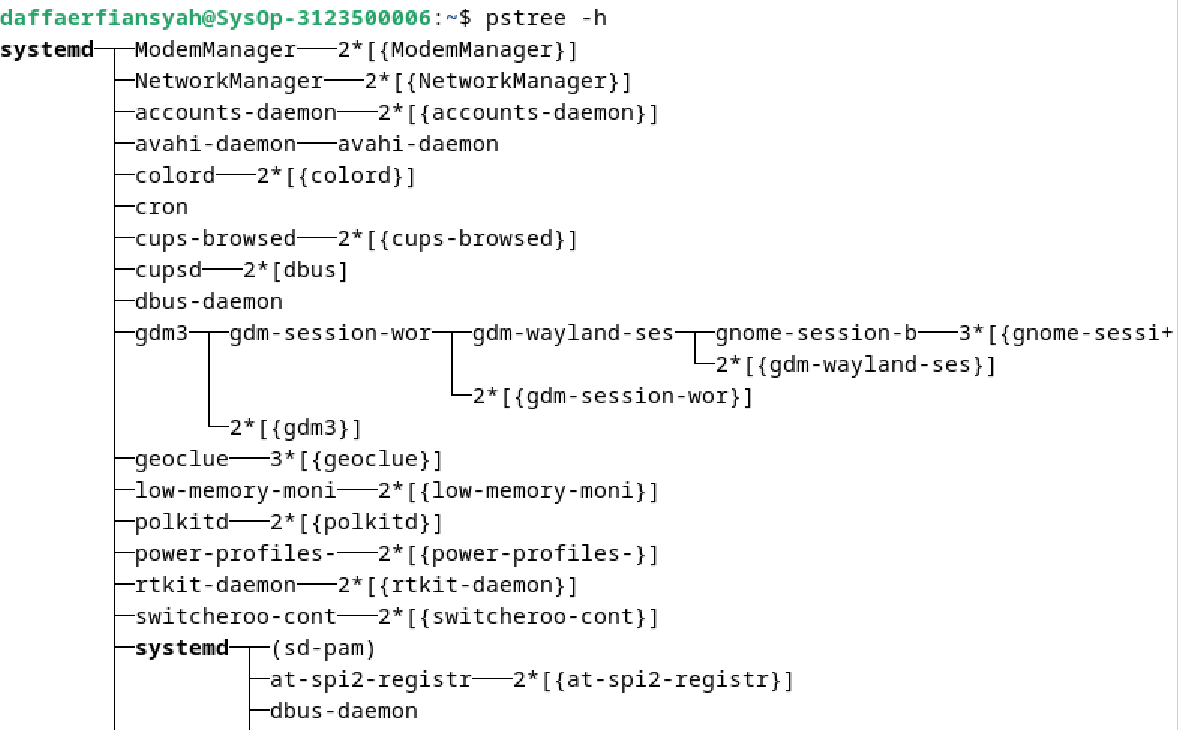 daffaerfiansyah@SysOp-3123500006:~$ pstree -h
systemd─┬─ModemManager───2*[{ModemManager}]
        ├─NetworkManager───2*[{NetworkManager}]
        ├─accounts-daemon───2*[{accounts-daemon}]
        ├─avahi-daemon───avahi-daemon
        ├─colord───2*[{colord}]
        ├─cron
        ├─cups-browsed───2*[{cups-browsed}]
        ├─cupsd───2*[dbus]
        ├─dbus-daemon
        ├─gdm3─┬─gdm-session-wor─┬─gdm-wayland-ses─┬─gnome-session-b───3*[{gnome-sessi+
        │      │                 │                 └─2*[{gdm-wayland-ses}]
        │      │                 └─2*[{gdm-session-wor}]
        │      └─2*[{gdm3}]
        ├─geoclue───3*[{geoclue}]
        ├─low-memory-moni───2*[{low-memory-moni}]
        ├─polkitd───2*[{polkitd}]
        ├─power-profiles-───2*[{power-profiles-}]
        ├─rtkit-daemon───2*[{rtkit-daemon}]
        ├─switcheroo-cont───2*[{switcheroo-cont}]
        ├─systemd─┬─(sd-pam)
        │         ├─at-spi2-registr───2*[{at-spi2-registr}]
        │         ├─dbus-daemon